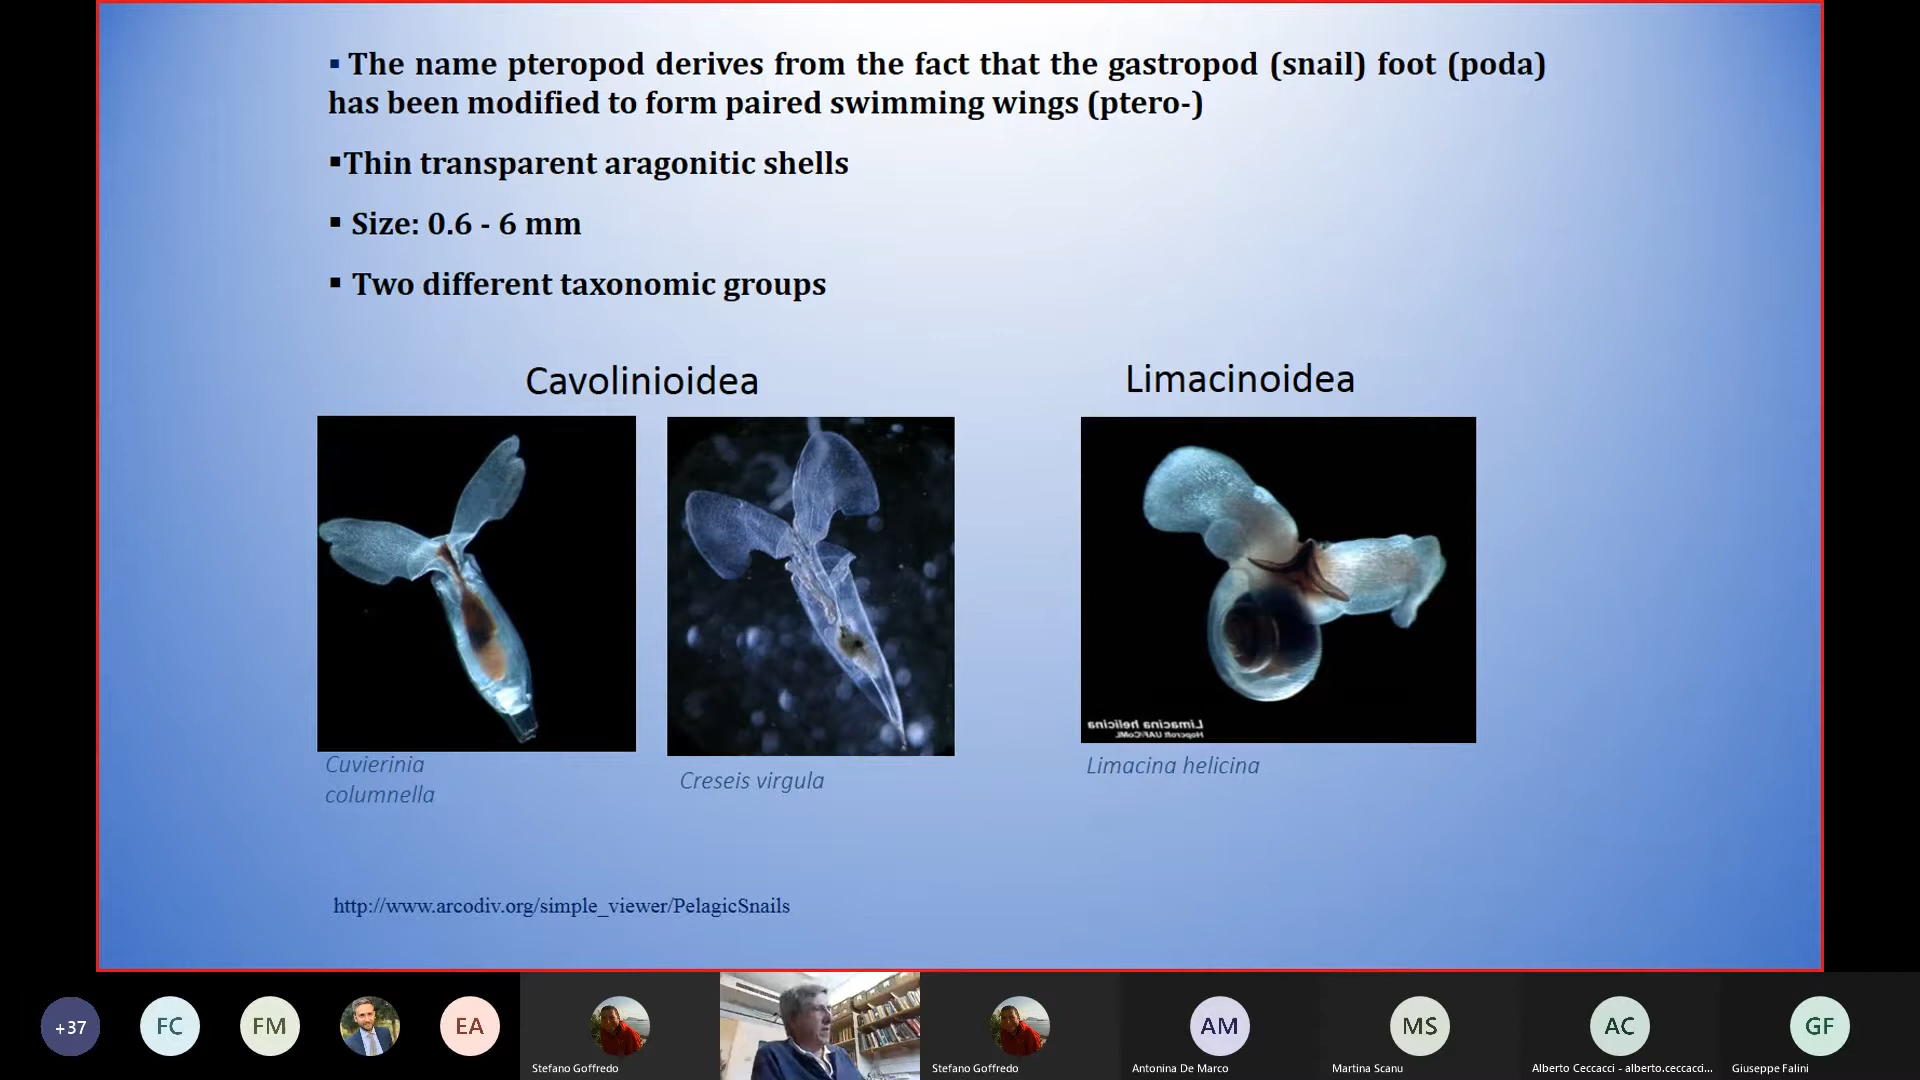 ▪ The name pteropod derives from the fact that the gastropod (snail) foot (poda)
has been modified to form paired swimming wings (ptero-)
▪Thin transparent aragonitic shells
▪ Size: 0.6 - 6 mm
▪ Two different taxonomic groups
Cavolinioidea
Limacinoidea
Limacina helicina
Hopcroft UAF/CoML
Cuvierinia
columnella
Creseis virgula
Limacina helicina
http://www.arcodiv.org/simple_viewer/PelagicSnails
+37
FC
FM
EA
AM
MS
AC
GF
Stefano Goffredo
Stefano Goffredo
Antonina De Marco
Martina Scanu
Alberto Ceccacci - alberto.ceccacci...
Giuseppe Falini